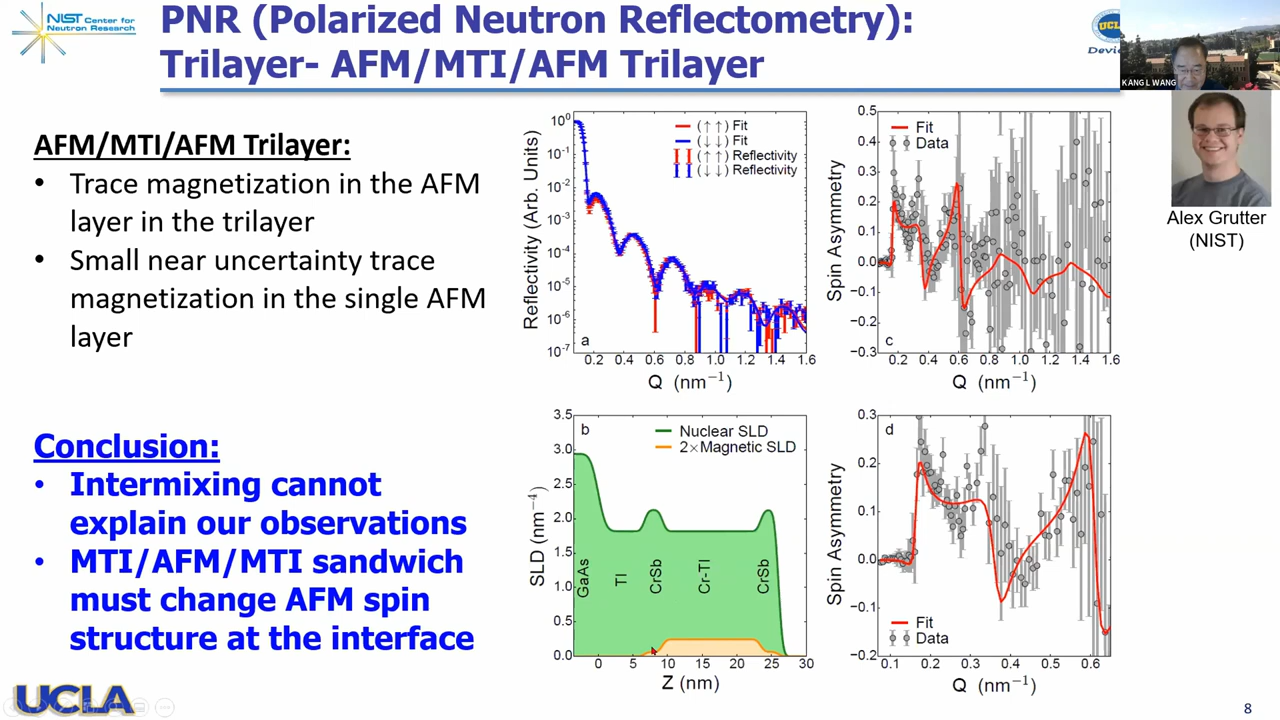 NIST Center for
Neutron Research
PNR (Polarized Neutron Reflectometry):
Trilayer- AFM/MTI/AFM Trilayer
UCL
Devi
KANG L WANG
AFM/MTI/AFM Trilayer:
• Trace magnetization in the AFM
layer in the trilayer
• Small near uncertainty trace
magnetization in the single AFM
layer
Conclusion:
• Intermixing cannot
explain our observations
• MTI/AFM/MTI sandwich
must change AFM spin
structure at the interface
Reflectivity (Arb. Units)
10^0
10^-1
10^-2
10^-3
10^-4
10^-5
10^-6
10^-7
(↑↑) Fit
(↓↓) Fit
(↑↑) Reflectivity
(↓↓) Reflectivity
a
0.2 0.4 0.6 0.8 1.0 1.2 1.4 1.6
Q (nm⁻¹)
Spin Asymmetry
0.5
0.4
0.3
0.2
0.1
0.0
−0.1
−0.2
−0.3
Fit
Data
c
0.2 0.4 0.6 0.8 1.0 1.2 1.4 1.6
Q (nm⁻¹)
Alex Grutter
(NIST)
SLD (nm⁻⁴)
3.5
3.0
2.5
2.0
1.5
1.0
0.5
0.0
b
Nuclear SLD
2×Magnetic SLD
GaAs
TI
CrSb
Cr-TI
CrSb
0 5 10 15 20 25 30
Z (nm)
Spin Asymmetry
0.3
0.2
0.1
0.0
−0.1
−0.2
d
Fit
Data
0.1 0.2 0.3 0.4 0.5 0.6
Q (nm⁻¹)
UCLA
8